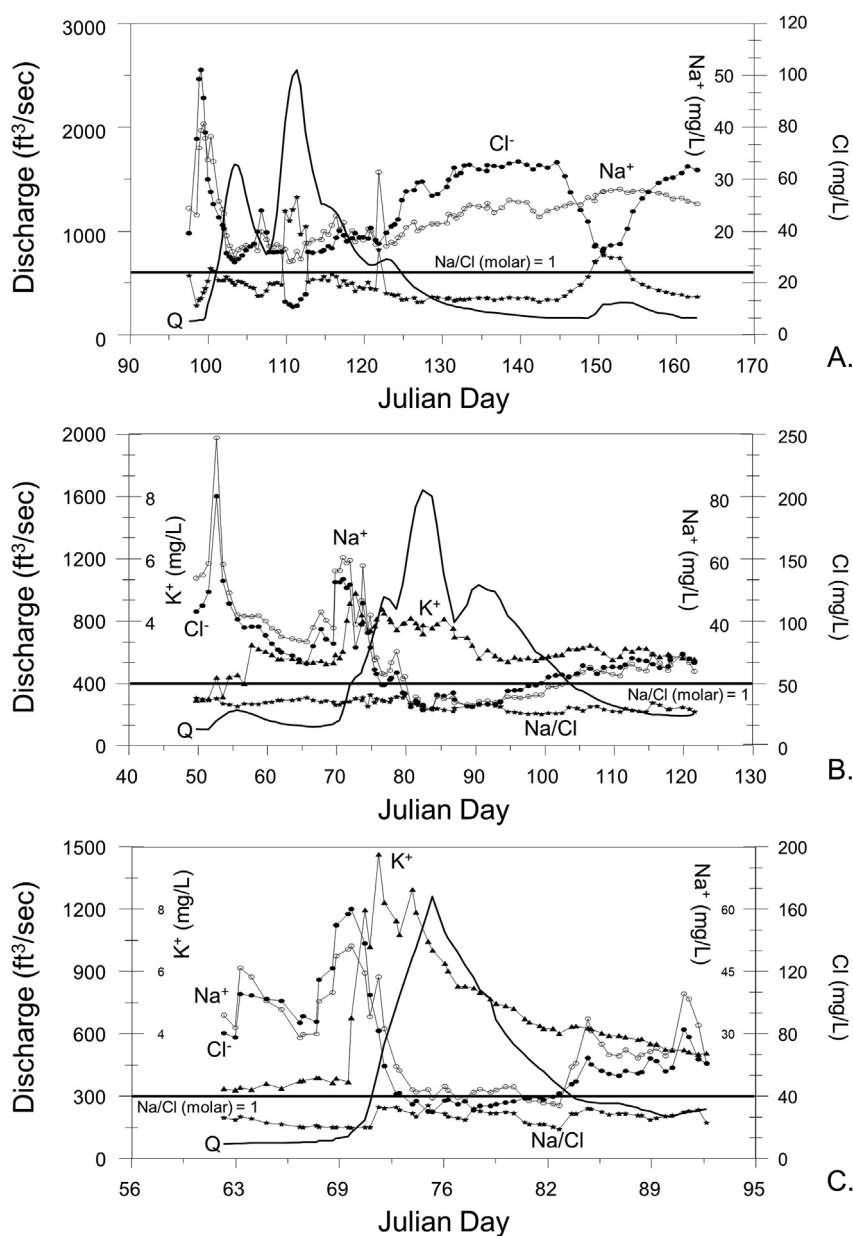 3000
2000
1000
0
Discharge (ft³/sec)
Q
Cl⁻
Na⁺
Na/Cl (molar) = 1
50
40
20
Na⁺ (mg/L)
120
100
80
60
40
20
0
Cl (mg/L)
90 100 110 120 130 140 150 160 170
Julian Day
A.
2000
1600
1200
800
400
0
Discharge (ft³/sec)
8
6
4
K⁺ (mg/L)
Cl⁻
Na⁺
K⁺
Q
Na/Cl (molar) = 1
Na/Cl
80
60
40
Na⁺ (mg/L)
250
200
150
100
50
0
Cl (mg/L)
40 50 60 70 80 90 100 110 120 130
Julian Day
B.
1500
1200
900
600
300
0
Discharge (ft³/sec)
8
6
4
K⁺ (mg/L)
Na⁺
Cl⁻
K⁺
Na/Cl (molar) = 1
Q
Na/Cl
60
45
30
Na⁺ (mg/L)
200
160
120
80
40
0
Cl (mg/L)
56 63 69 76 82 89 95
Julian Day
C.